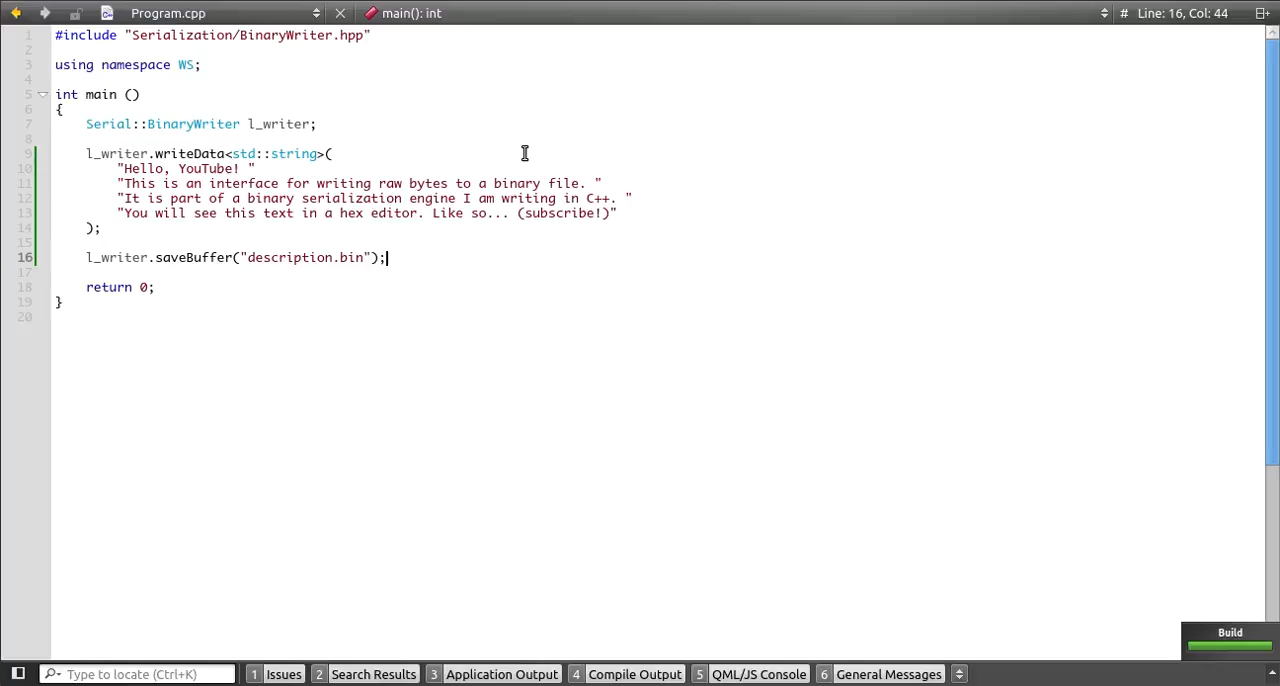 Program.cpp main(): int # Line: 16, Col: 44
1 #include "Serialization/BinaryWriter.hpp"
2
3 using namespace WS;
4
5 int main ()
6 {
7 Serial::BinaryWriter l_writer;
8
9 l_writer.writeData<std::string>(
10 "Hello, YouTube! "
11 "This is an interface for writing raw bytes to a binary file. "
12 "It is part of a binary serialization engine I am writing in C++. "
13 "You will see this text in a hex editor. Like so... (subscribe!)"
14 );
15
16 l_writer.saveBuffer("description.bin");
17
18 return 0;
19 }
20
Build
Type to locate (Ctrl+K) 1 Issues 2 Search Results 3 Application Output 4 Compile Output 5 QML/JS Console 6 General Messages